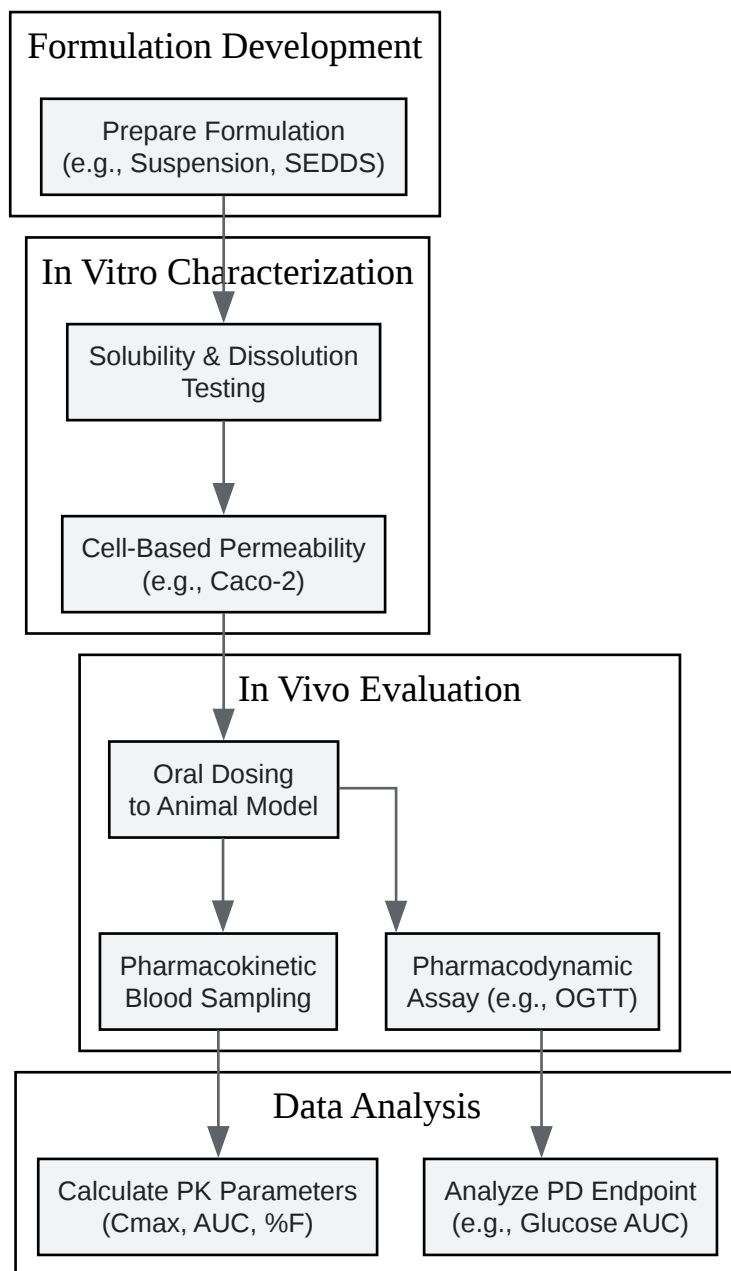 Formulation Development
Prepare Formulation
(e.g., Suspension, SEDDS)
In Vitro Characterization
Solubility & Dissolution
Testing
Cell-Based Permeability
(e.g., Caco-2)
In Vivo Evaluation
Oral Dosing
to Animal Model
Pharmacokinetic
Blood Sampling
Pharmacodynamic
Assay (e.g., OGTT)
Data Analysis
Calculate PK Parameters
(Cmax, AUC, %F)
Analyze PD Endpoint
(e.g., Glucose AUC)